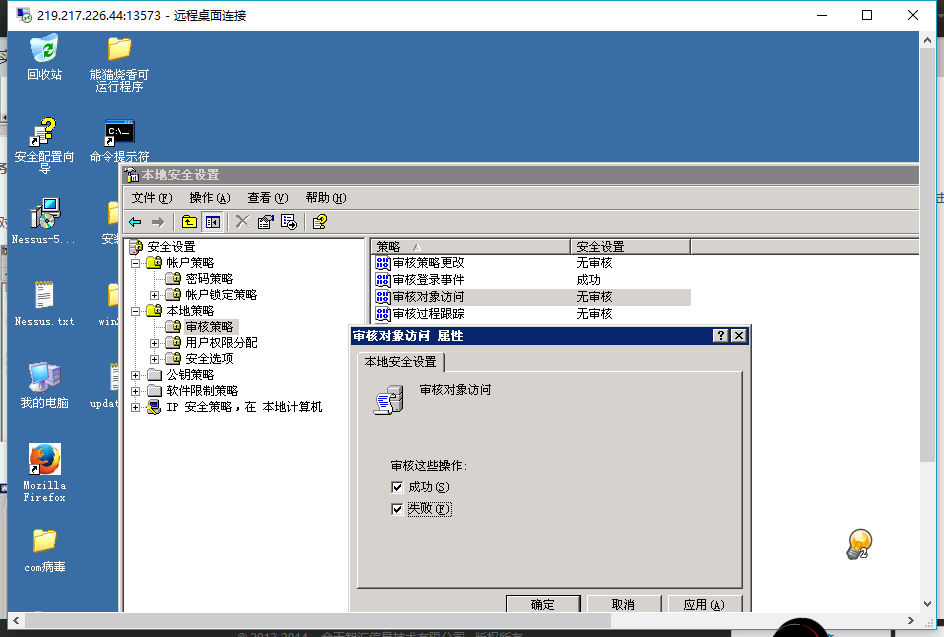 219.217.226.44:13573 - 远程桌面连接
回收站
熊猫烧香可
运行程序
安全配置向
导
命令提示符
C:\_
Nessus-5...
安装
Nessus.txt
win
我的电脑
updat
Mozilla
Firefox
com病毒
本地安全设置
文件(F) 操作(A) 查看(V) 帮助(H)
安全设置
帐户策略
密码策略
帐户锁定策略
本地策略
审核策略
用户权限分配
安全选项
公钥策略
软件限制策略
IP 安全策略，在 本地计算机
策略 安全设置
审核策略更改 无审核
审核登录事件 成功
审核对象访问 无审核
审核过程跟踪 无审核
审核对象访问 属性
本地安全设置
审核对象访问
审核这些操作:
成功(S)
失败(F)
确定 取消 应用(A)
2